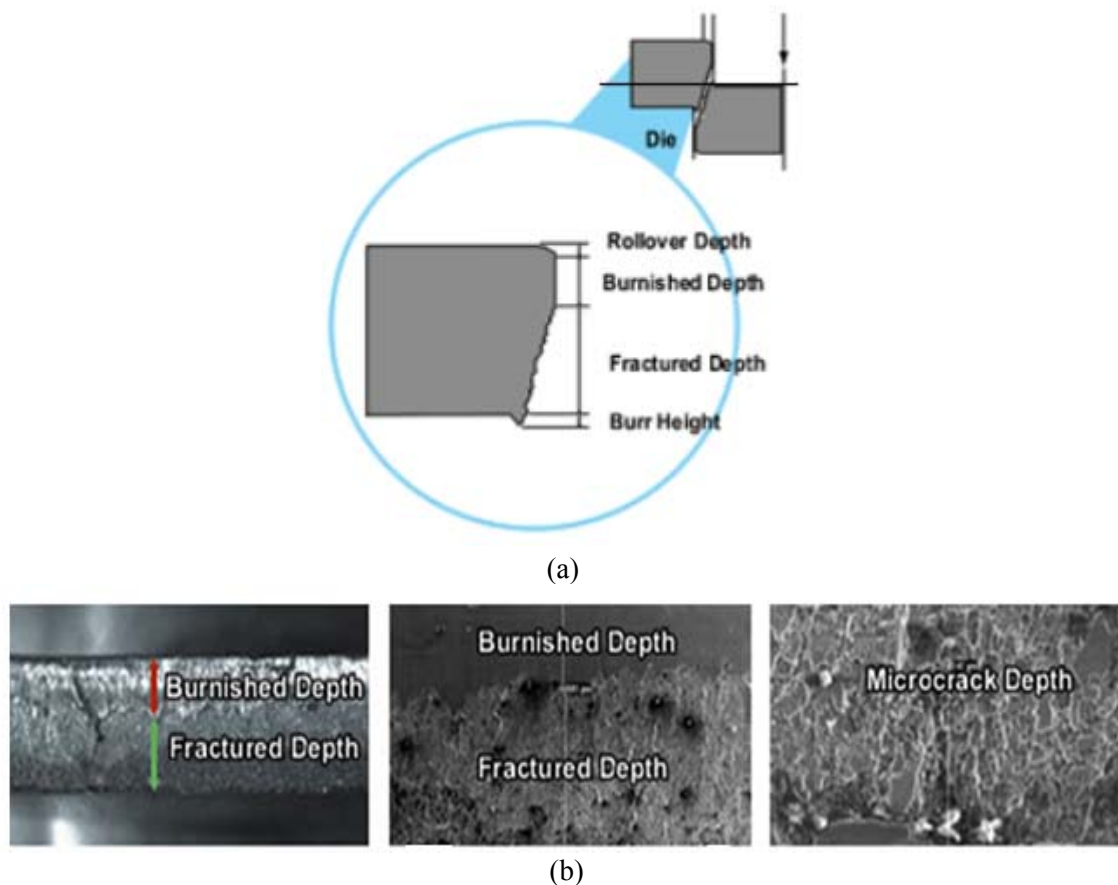 Die
Rollover Depth
Burnished Depth
Fractured Depth
Burr Height
(a)
Burnished Depth
Fractured Depth
Burnished Depth
Fractured Depth
Microcrack Depth
(b)